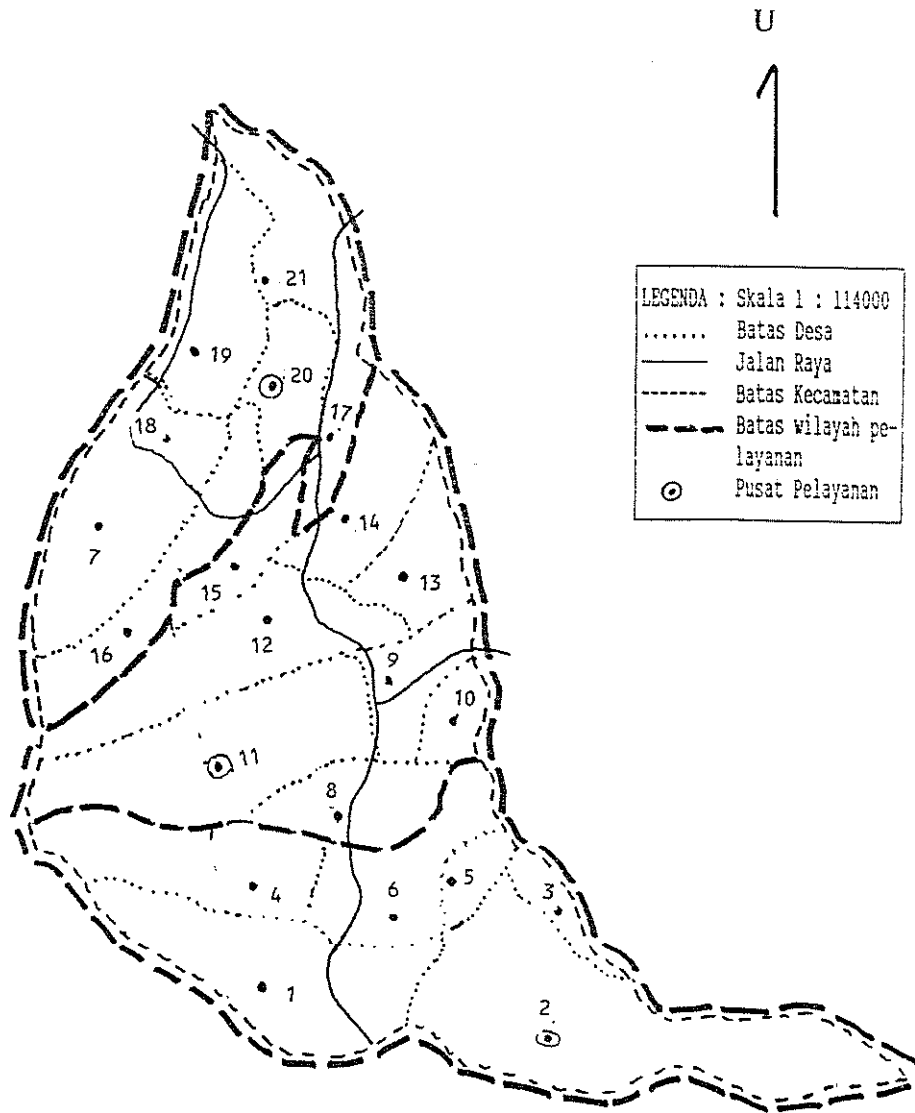 U
LEGENDA : Skala 1 : 114000
Batas Desa
Jalan Raya
Batas Kecamatan
Batas wilayah pe-
layanan
Pusat Pelayanan
21
19
20
18
17
14
7
13
15
12
16
9
10
11
8
5
4
6
3
1
2